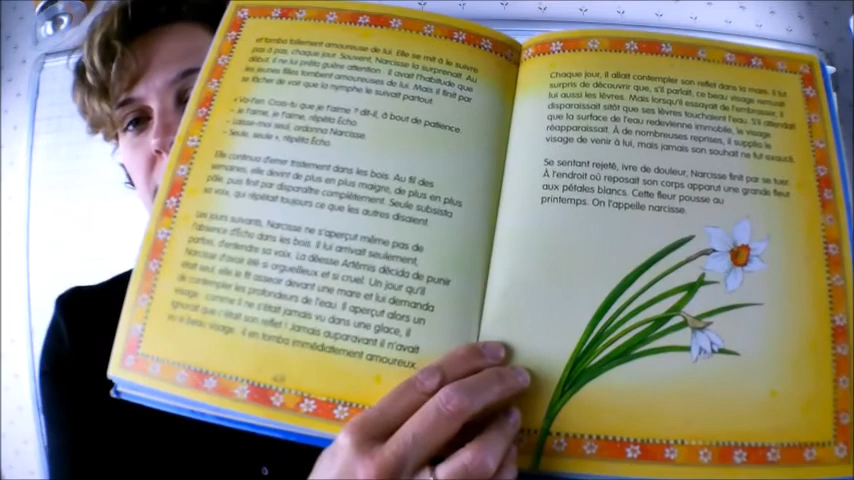 et tomba follement amoureuse de lui. Elle se mit à le suivre
pas à pas, chaque jour. Narcisse la surprenait. Au
début, il ne prêta guère attention : il avait l'habitude que
les jeunes filles tombent amoureuses de lui. Mais il finit par
se fâcher de voir que la nymphe le suivait partout.
« Va-t'en. Crois-tu que je t'aime ? dit-il, à bout de patience.
– Je t'aime, je t'aime, répéta Écho.
– Laisse-moi seul, ordonna Narcisse.
– Seule, seule », répéta Écho.
Elle continua d'errer tristement dans les bois. Au fil des
semaines, elle devint de plus en plus maigre, de plus en plus
pâle, puis finit par disparaître complètement. Seule subsista
sa voix, qui répétait toujours ce que les autres disaient.
Les jours suivants, Narcisse ne s'aperçut même pas de
l'absence d'Écho dans les bois. Il lui arrivait seulement,
parfois, d'entendre sa voix. La déesse Artémis décida de punir
Narcisse d'avoir été si orgueilleux et si cruel. Un jour qu'il
était seul, elle le fit asseoir devant une mare et lui demanda
de contempler les profondeurs de l'eau. Il aperçut alors un
visage : comme il ne s'était jamais vu dans une glace, il
ignorait que c'était son reflet ! Jamais auparavant il n'avait
vu si beau visage : il en tomba immédiatement amoureux.
Chaque jour, il allait contempler son reflet dans la mare. Il fut
surpris de découvrir que, s'il parlait, ce beau visage remuait
lui aussi les lèvres. Mais lorsqu'il essayait de l'embrasser, il
disparaissait sitôt que ses lèvres touchaient l'eau. S'il attendait
que la surface de l'eau redevienne immobile, le visage
réapparaissait. À de nombreuses reprises, il supplia le
visage de venir à lui, mais jamais son souhait ne fut exaucé.
Se sentant rejeté, ivre de douleur, Narcisse finit par se tuer.
À l'endroit où reposait son corps apparut une grande fleur
aux pétales blancs. Cette fleur pousse au
printemps. On l'appelle narcisse.